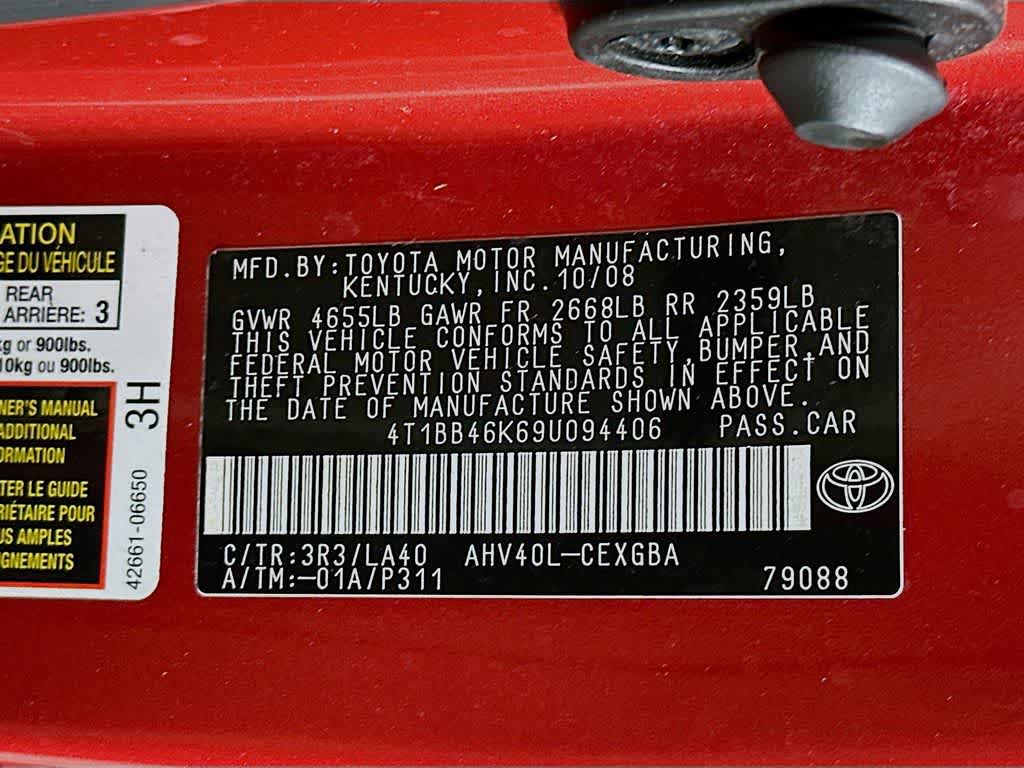 ATION
GE DU VÉHICULE
REAR
ARRIÈRE: 3
kg or 900lbs.
10kg ou 900lbs.
NER'S MANUAL
ADDITIONAL
ORMATION
TER LE GUIDE
RIÉTAIRE POUR
US AMPLES
IGNEMENTS
3H
42661-06650
MFD.BY:TOYOTA MOTOR MANUFACTURING,
KENTUCKY,INC.10/08
GVWR 4655LB GAWR FR 2668LB RR 2359LB
THIS VEHICLE CONFORMS TO ALL APPLICABLE
FEDERAL MOTOR VEHICLE SAFETY,BUMPER,AND
THEFT PREVENTION STANDARDS IN EFFECT ON
THE DATE OF MANUFACTURE SHOWN ABOVE.
4T1BB46K69U094406 PASS.CAR
C/TR:3R3/LA40 AHV40L-CEXGBA
A/TM:-01A/P311 79088